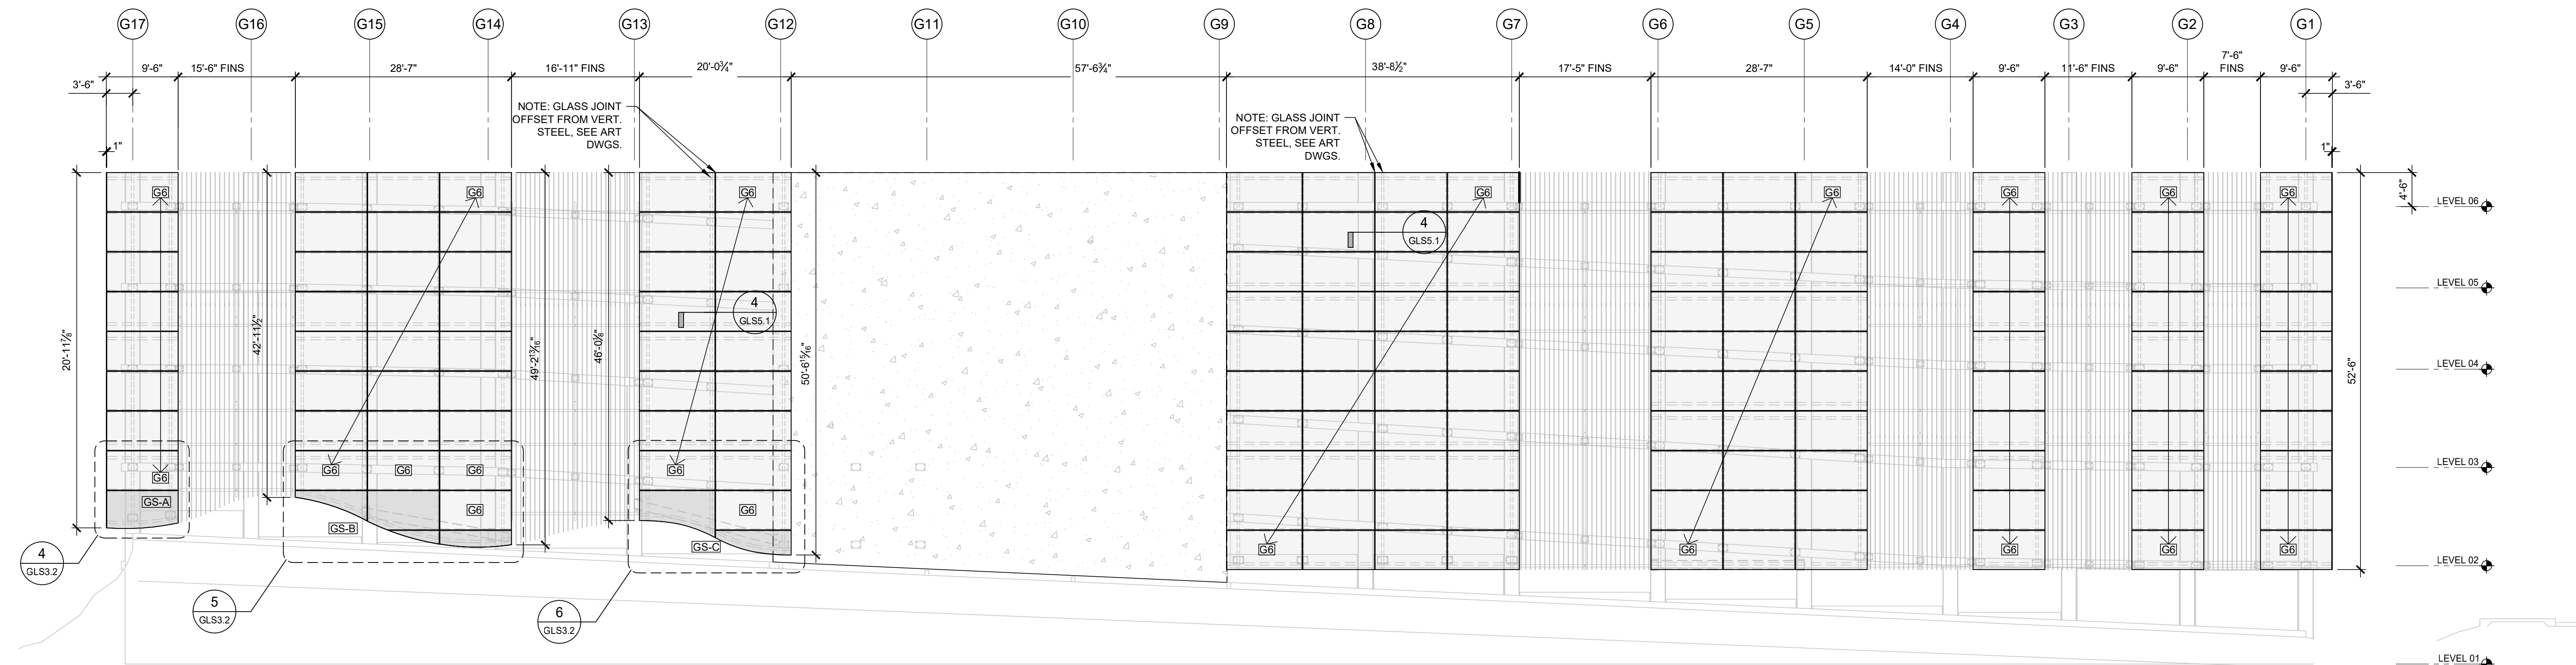 G17 G16 G15 G14 G13 G12 G11 G10 G9 G8 G7 G6 G5 G4 G3 G2 G1
7'-6"
9'-6" 15'-6" FINS 28'-7" 16'-11" FINS 20'-0¾" 57'-6¾" 38'-8½" 17'-5" FINS 28'-7" 14'-0" FINS 9'-6" 11'-6" FINS 9'-6" FINS 9'-6"
3'-6" 3'-6"
NOTE: GLASS JOINT
OFFSET FROM VERT.
STEEL, SEE ART
DWGS.
NOTE: GLASS JOINT
OFFSET FROM VERT.
STEEL, SEE ART
DWGS.
1" 1"
G6 G6 G6 G6 G6 G6 G6 G6
4'-6"
LEVEL 06
4
GLS5.1
LEVEL 05
4
GLS5.1
20'-11⅞"
42'-11½"
49'-2¹³⁄₁₆"
46'-0⅛"
50'-6¹⁵⁄₁₆"
52'-6"
LEVEL 04
LEVEL 03
G6 G6 G6 G6 G6
GS-A
G6 G6
GS-B
GS-C
G6 G6 G6 G6 G6
LEVEL 02
4
GLS3.2
5
GLS3.2
6
GLS3.2
LEVEL 01